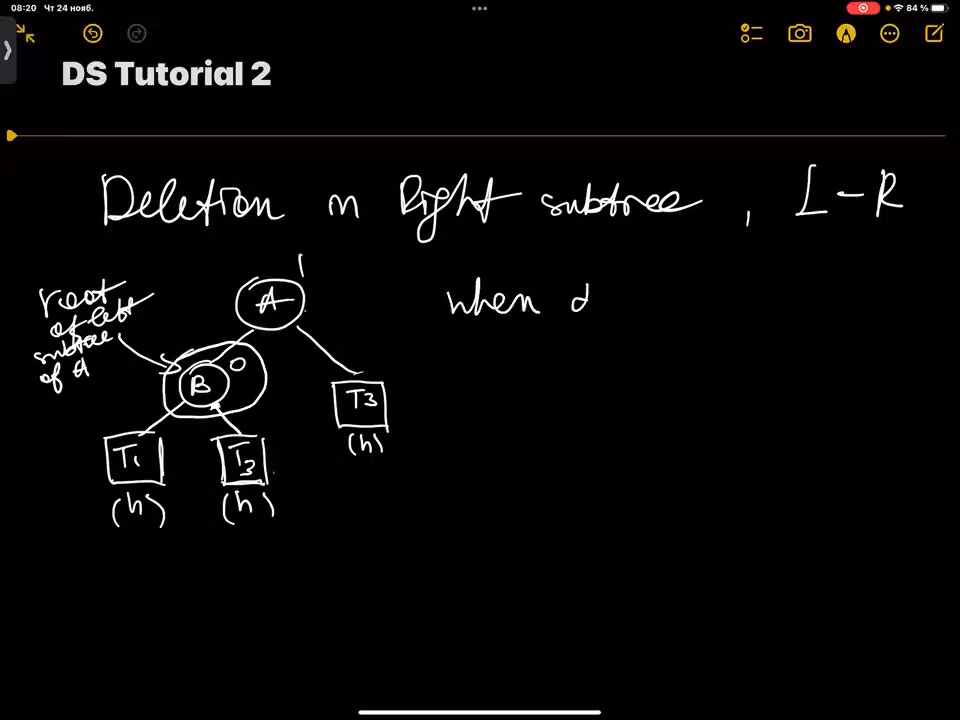 08:20 Чт 24 нояб.
84 %
DS Tutorial 2
Deletion in Right subtree, L-R
1
A
when d
root
of left
subtree
of A
B 0
T3
(h)
T1 T3
(h) (h)